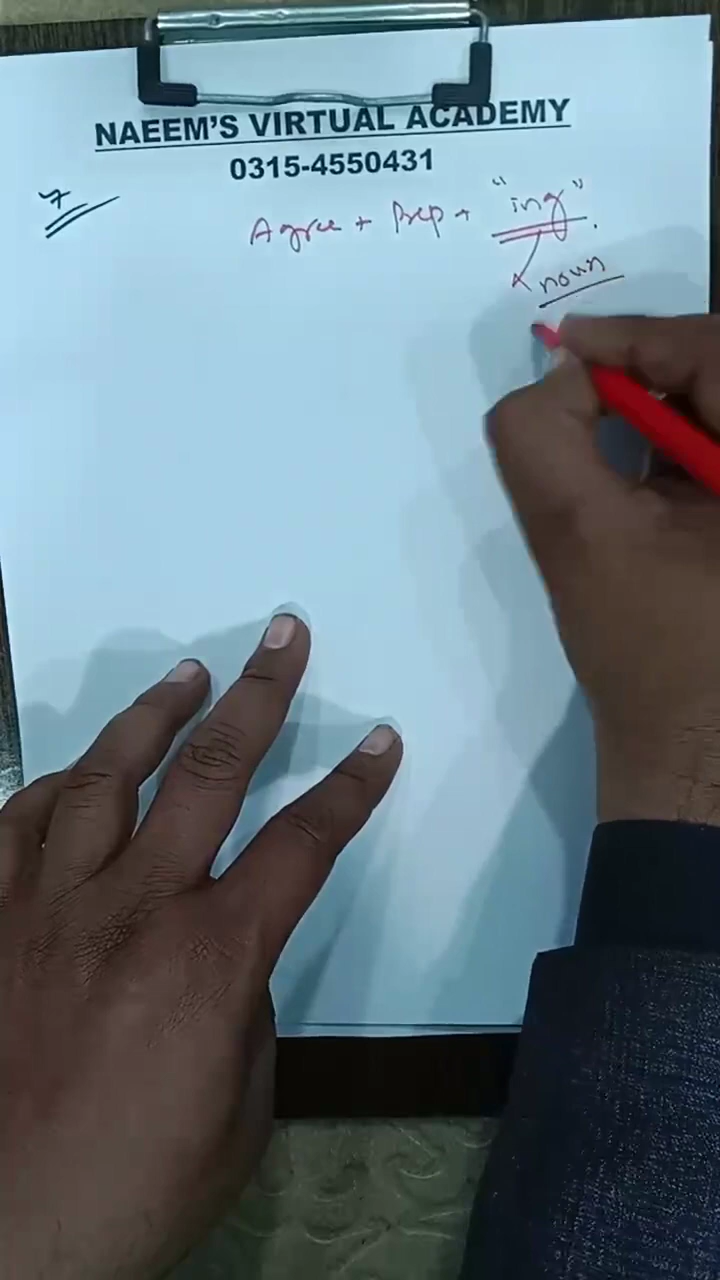 NAEEM'S VIRTUAL ACADEMY
0315-4550431
7
Agree + Prep + "ing".
noun